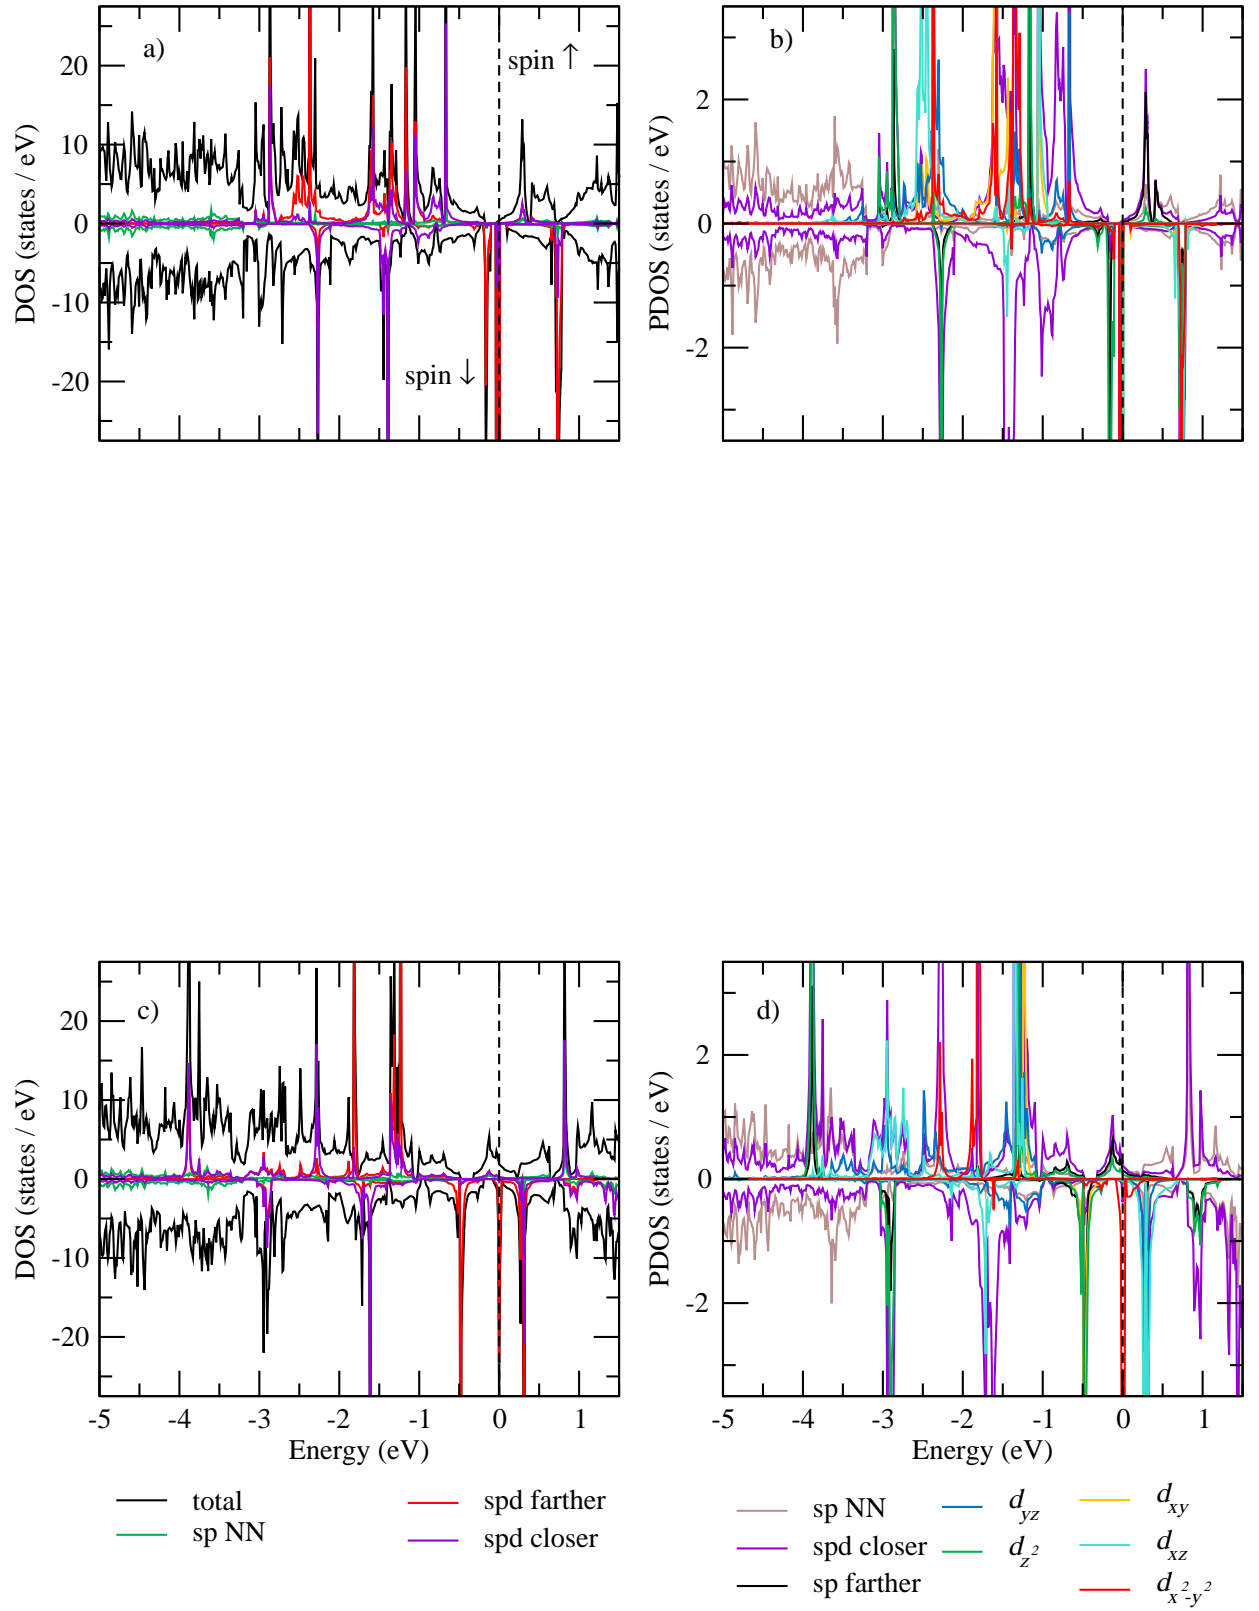 a)
spin ↑
b)
20
10
0
-10
-20
DOS (states / eV)
spin ↓
2
0
-2
PDOS (states / eV)
c)
d)
20
10
0
-10
-20
DOS (states / eV)
2
0
-2
PDOS (states / eV)
-5 -4 -3 -2 -1 0 1
Energy (eV)
-5 -4 -3 -2 -1 0 1
Energy (eV)
total
sp NN
spd farther
spd closer
sp NN
spd closer
sp farther
d_yz
d_z²
d_xy
d_xz
d_x²-y²